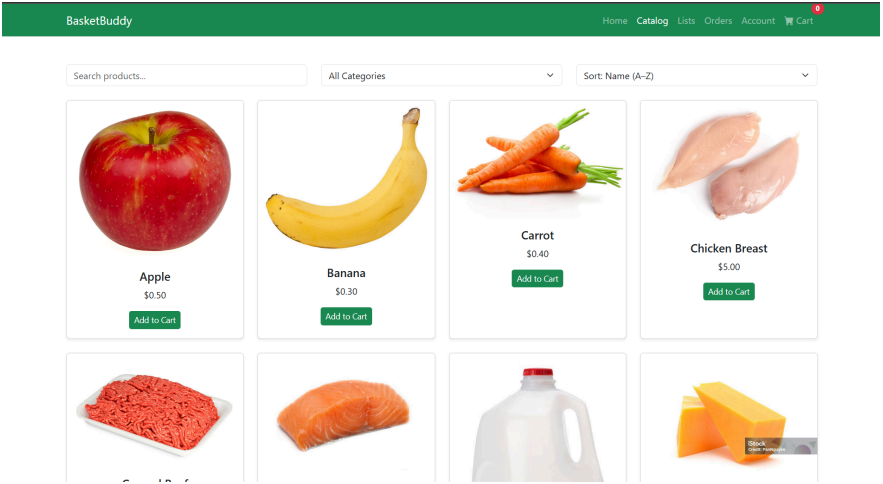 BasketBuddy
Home Catalog Lists Orders Account Cart 0
Search products...
All Categories
Sort: Name (A–Z)
Apple
$0.50
Add to Cart
Banana
$0.30
Add to Cart
Carrot
$0.40
Add to Cart
Chicken Breast
$5.00
Add to Cart
iStock